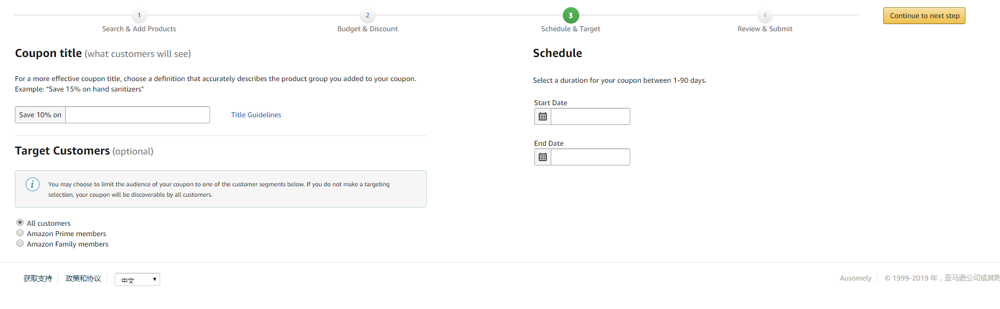 1
2
3
4
Continue to next step
Search & Add Products
Budget & Discount
Schedule & Target
Review & Submit
Coupon title (what customers will see)
For a more effective coupon title, choose a definition that accurately describes the product group you added to your coupon.
Example: "Save 15% on hand sanitizers"
Save 10% on
Title Guidelines
Target Customers (optional)
i
You may choose to limit the audience of your coupon to one of the customer segments below. If you do not make a targeting
selection, your coupon will be discoverable by all customers.
All customers
Amazon Prime members
Amazon Family members
Schedule
Select a duration for your coupon between 1-90 days.
Start Date
End Date
获取支持
政策和协议
中文
Ausomely
© 1999-2019 年，亚马逊公司或其附